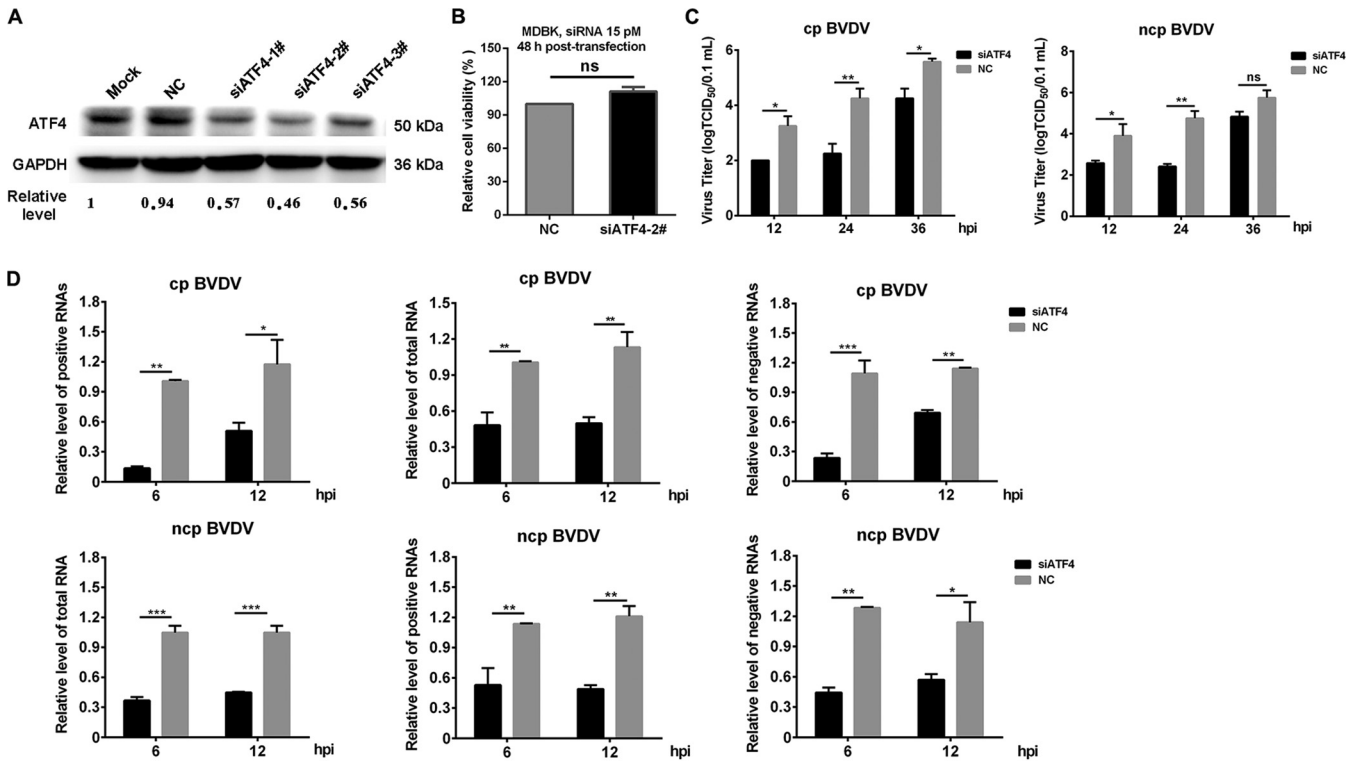 A
Mock
NC
siATF4-1#
siATF4-2#
siATF4-3#
ATF4
50 kDa
GAPDH
36 kDa
Relative
level
1
0.94
0.57
0.46
0.56
B
MDBK, siRNA 15 pM
48 h post-transfection
ns
Relative cell viability (% )
150
120
90
60
30
0
NC
siATF4-2#
C
cp BVDV
Virus Titer (logTCID50/0.1 mL)
6
4
2
0
*
**
*
siATF4
NC
12
24
36
hpi
ncp BVDV
Virus Titer (logTCID50/0.1 mL)
8
6
4
2
0
*
**
ns
siATF4
NC
12
24
36
hpi
D
cp BVDV
Relative level of positive RNAs
1.8
1.5
1.2
0.9
0.6
0.3
0
**
*
6
12
hpi
cp BVDV
Relative level of total RNA
1.5
1.2
0.9
0.6
0.3
0
**
**
6
12
hpi
cp BVDV
Relative level of negative RNAs
1.8
1.5
1.2
0.9
0.6
0.3
0
***
**
siATF4
NC
6
12
hpi
ncp BVDV
Relative level of total RNA
1.8
1.5
1.2
0.9
0.6
0.3
0
***
***
6
12
hpi
ncp BVDV
Relative level of positive RNAs
1.8
1.5
1.2
0.9
0.6
0.3
0
**
**
6
12
hpi
ncp BVDV
Relative level of negative RNAs
1.8
1.5
1.2
0.9
0.6
0.3
0
**
*
siATF4
NC
6
12
hpi